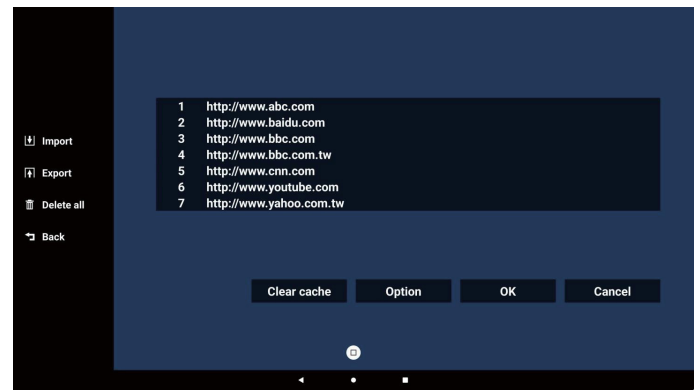 Import
Export
Delete all
Back
1 http://www.abc.com
2 http://www.baidu.com
3 http://www.bbc.com
4 http://www.bbc.com.tw
5 http://www.cnn.com
6 http://www.youtube.com
7 http://www.yahoo.com.tw
Clear cache Option OK Cancel